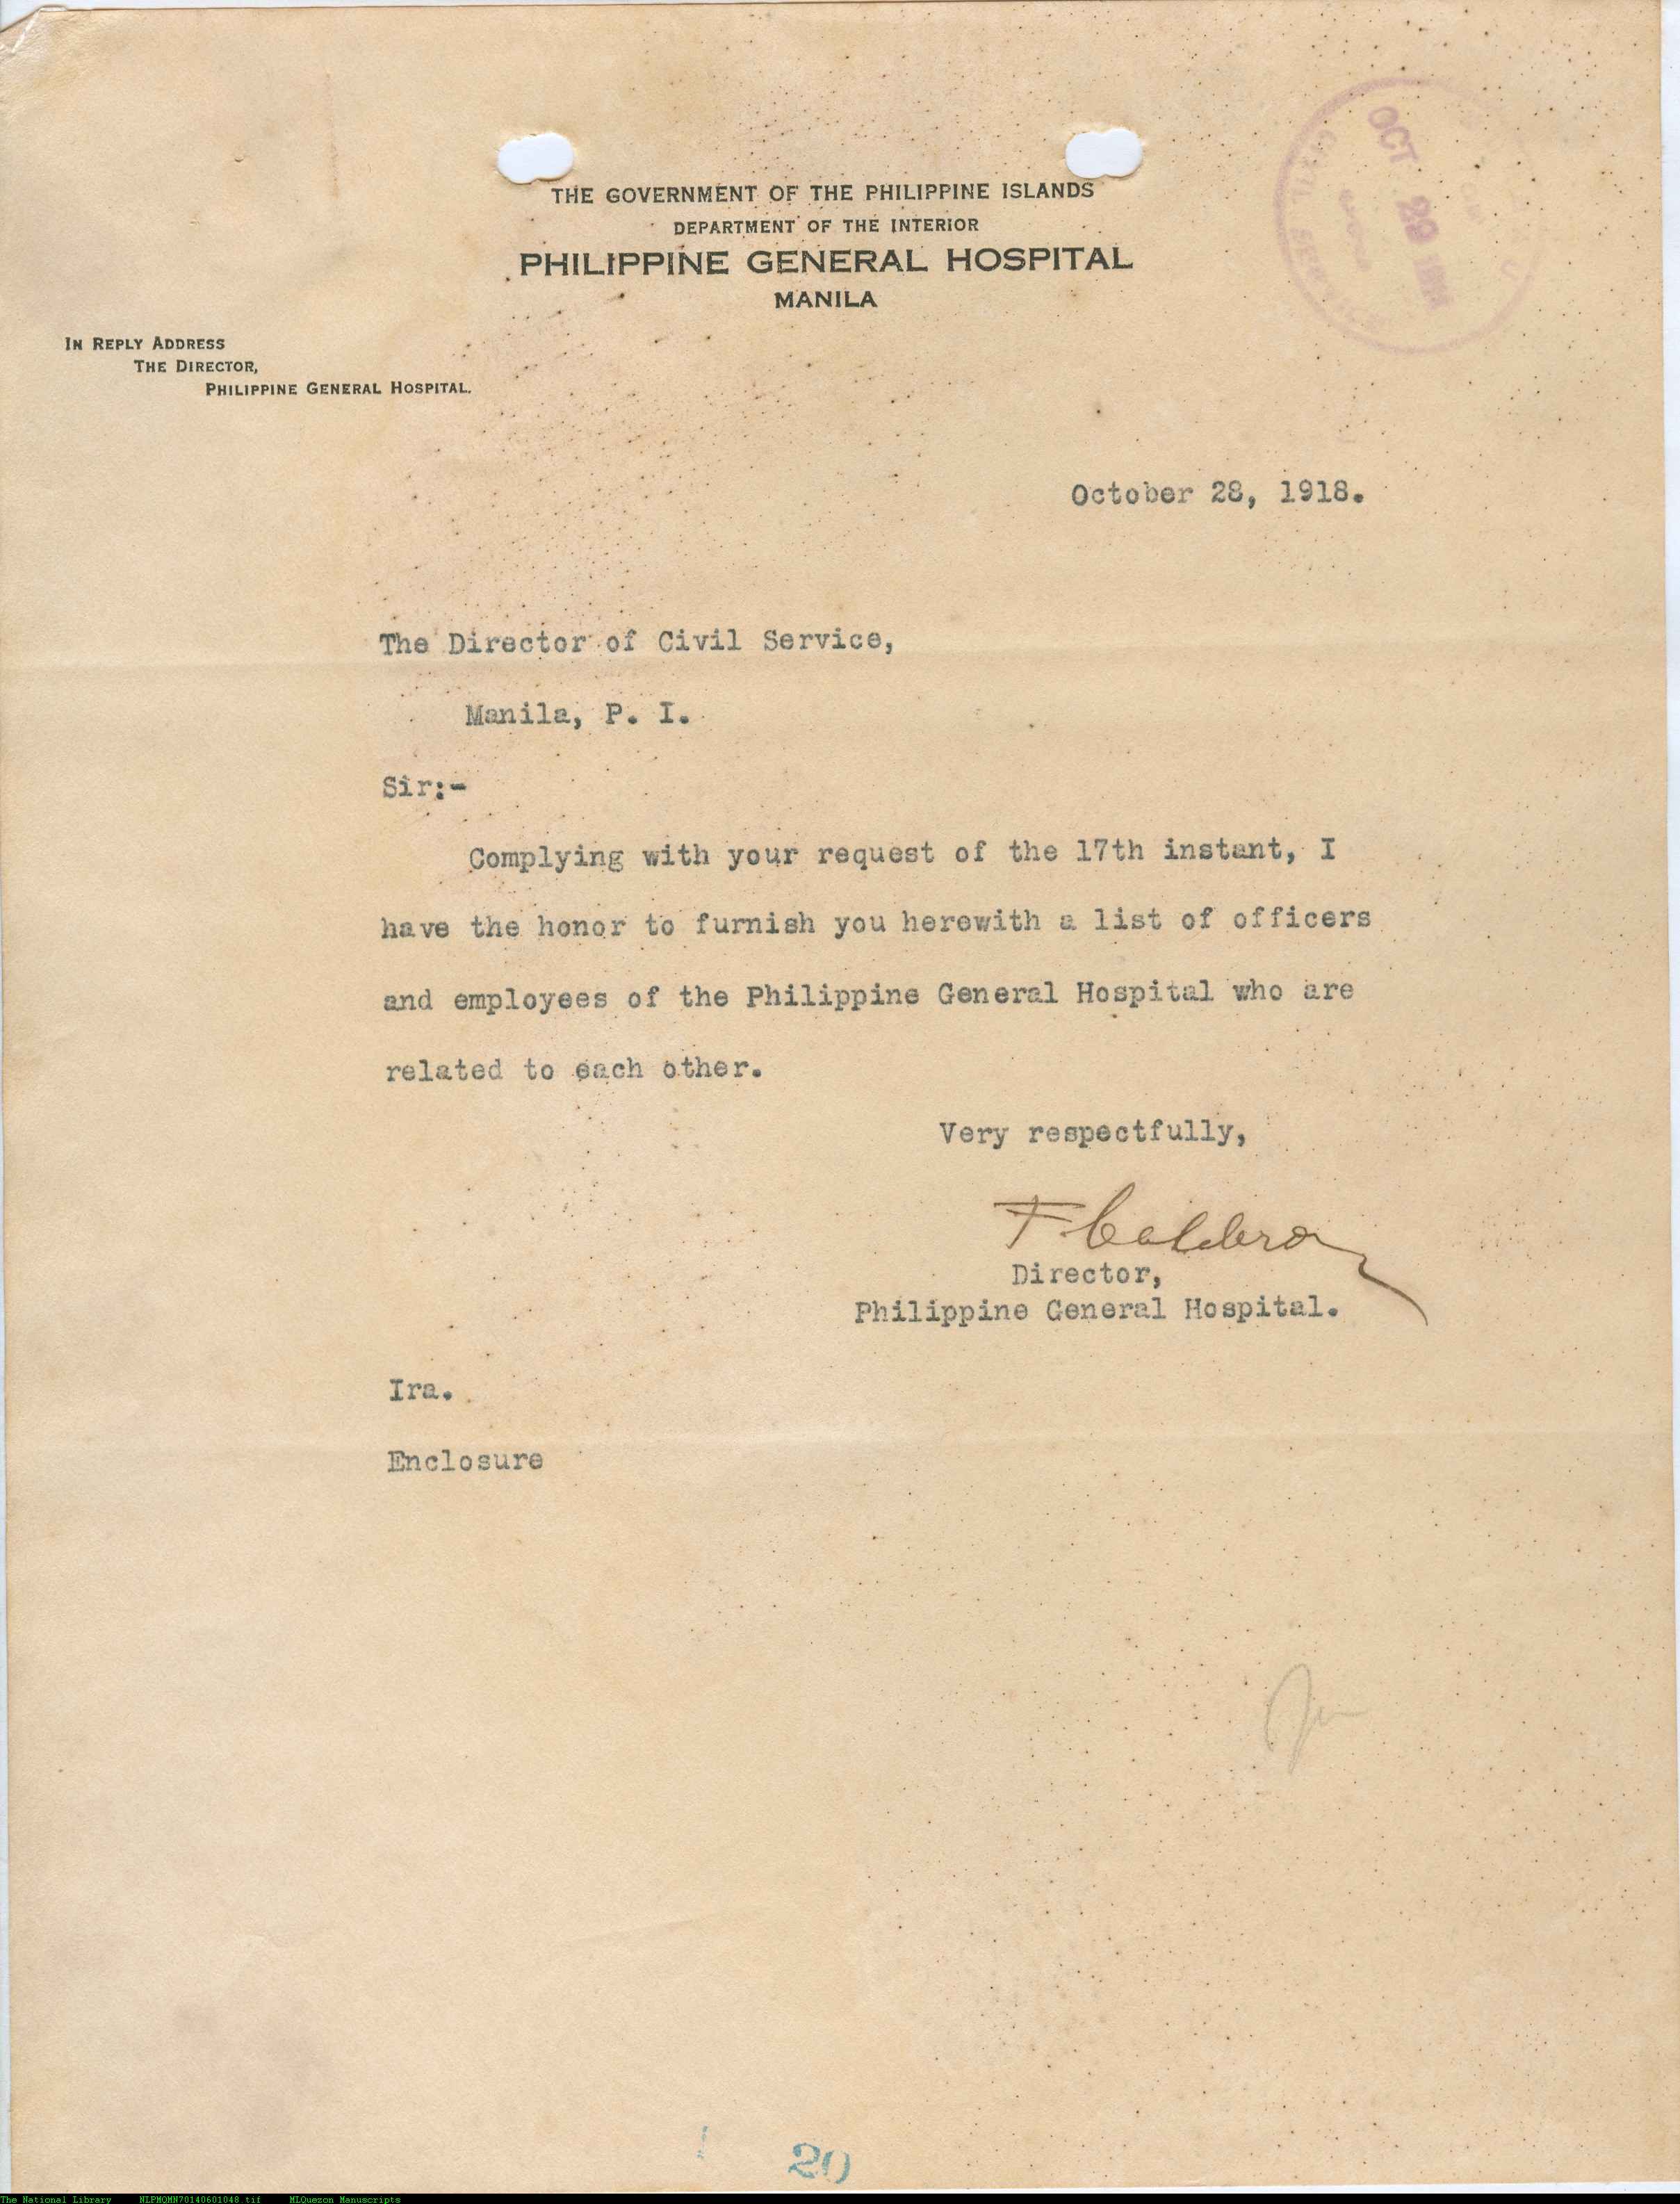 THE GOVERNMENT OF THE PHILIPPINE ISLANDS
DEPARTMENT OF THE INTERIOR
PHILIPPINE GENERAL HOSPITAL
MANILA
OCT 29
IN REPLY ADDRESS
THE DIRECTOR,
PHILIPPINE GENERAL HOSPITAL.
October 28, 1918.
The Director of Civil Service,
Manila, P. I.
Sir:-
Complying with your request of the 17th instant, I
have the honor to furnish you herewith a list of officers
and employees of the Philippine General Hospital who are
related to each other.
Very respectfully,
F Calderon
Director,
Philippine General Hospital.
Ira.
Enclosure
20
The National Library NLPMQMN70140601048.tif MLQuezon Manuscripts